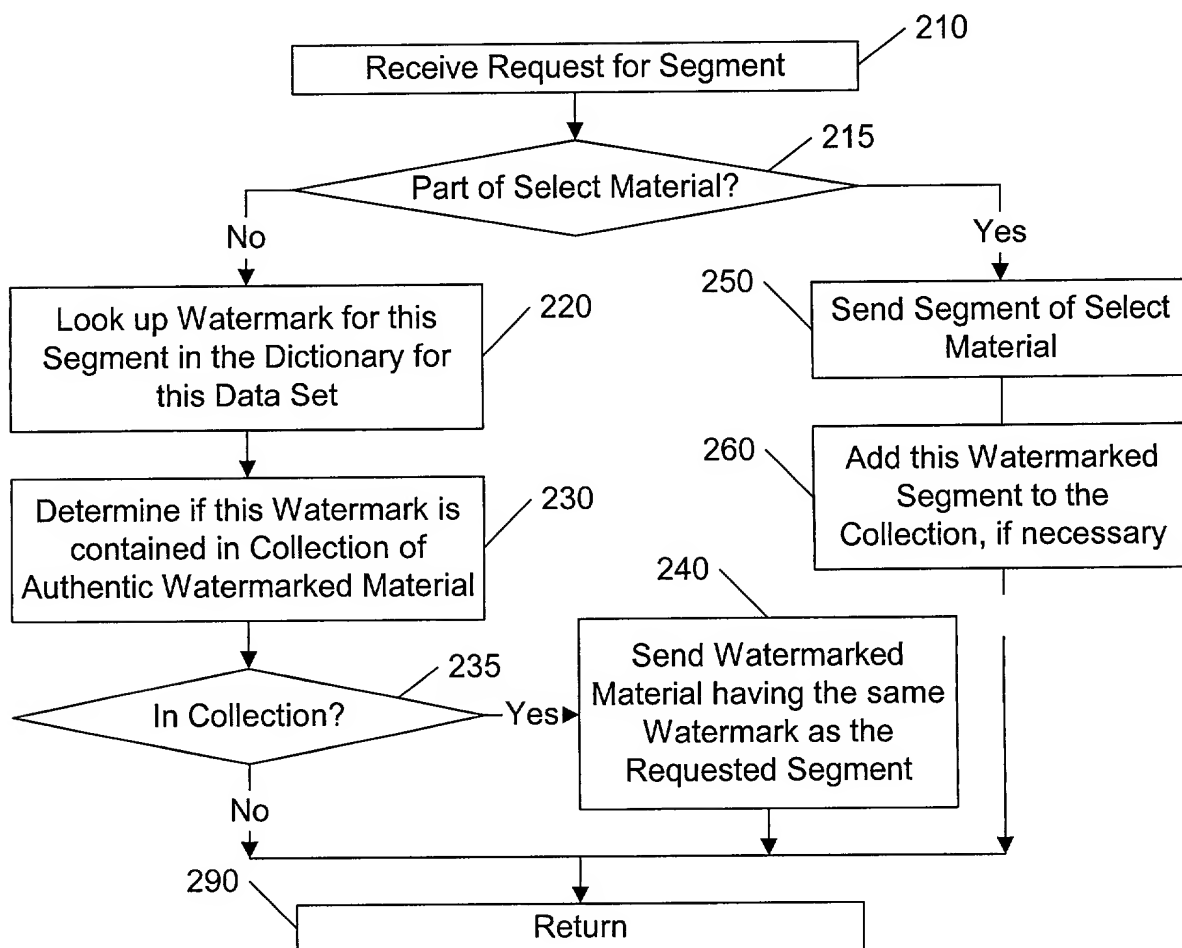 210
Receive Request for Segment
215
Part of Select Material?
No
Yes
220
Look up Watermark for this
Segment in the Dictionary for
this Data Set
250
Send Segment of Select
Material
230
Determine if this Watermark is
contained in Collection of
Authentic Watermarked Material
260
Add this Watermarked
Segment to the
Collection, if necessary
235
In Collection?
Yes
240
Send Watermarked
Material having the same
Watermark as the
Requested Segment
No
290
Return